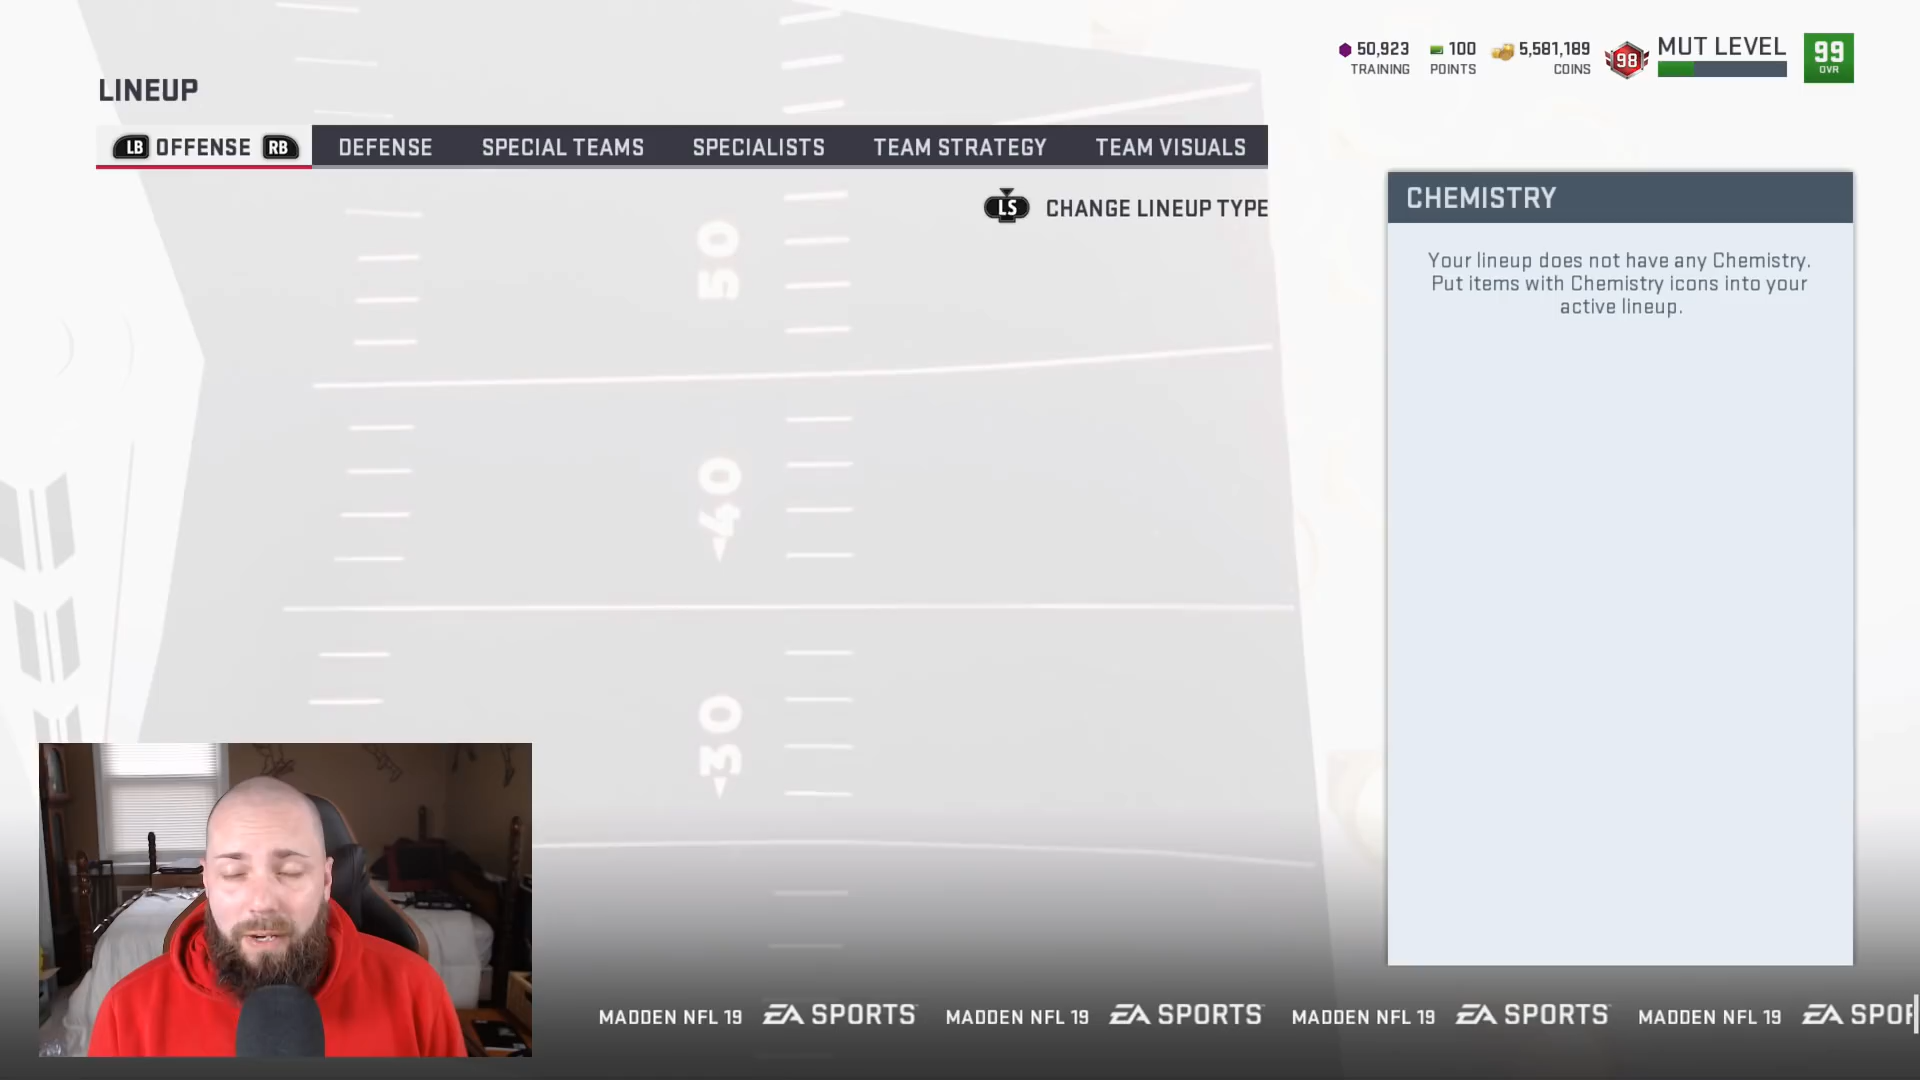 LINEUP
50,923
TRAINING
100
POINTS
5,581,189
COINS
98
MUT LEVEL
99
OVR
LB OFFENSE RB
DEFENSE
SPECIAL TEAMS
SPECIALISTS
TEAM STRATEGY
TEAM VISUALS
LS CHANGE LINEUP TYPE
CHEMISTRY
Your lineup does not have any Chemistry.
Put items with Chemistry icons into your
active lineup.
50
40
30
MADDEN NFL 19 EA SPORTS MADDEN NFL 19 EA SPORTS MADDEN NFL 19 EA SPORTS MADDEN NFL 19 EA SPOR